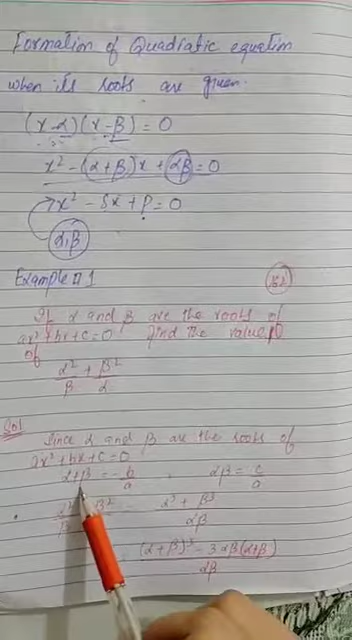 Formation of Quadiatic equation
when its roots are given.
(x-α)(x-β)=0
x²-(α+β)x+αβ=0
x²-Sx+P=0
α,β
Example #1
If α and β are the roots of
ax²+bx+c=0 find the value
of
α²/β + β²/α
Sol
Since α and β are the roots of
ax²+bx+c=0
α+β=-b/a , αβ=c/a
β² = α³+β³/αβ
(α+β)³-3αβ(α+β)/αβ